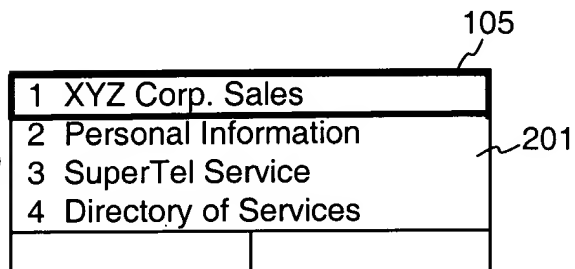 105
1 XYZ Corp. Sales
2 Personal Information
3 SuperTel Service
4 Directory of Services
201